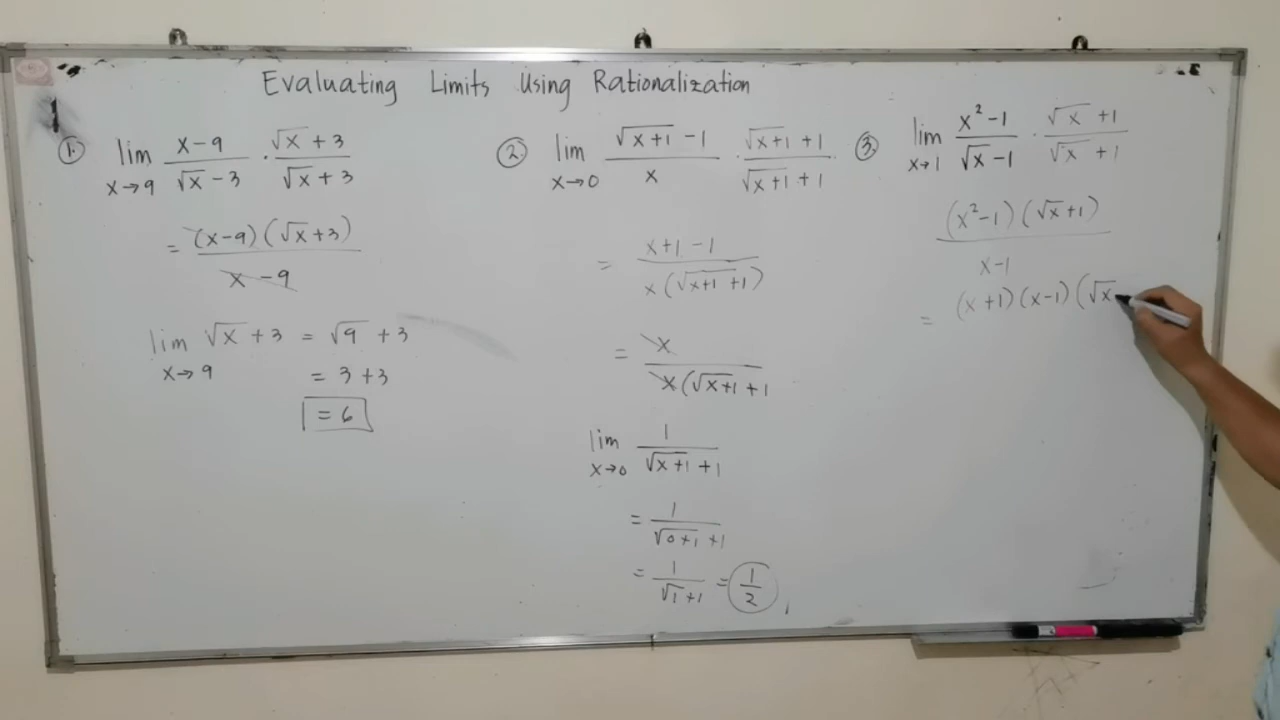 Evaluating Limits Using Rationalization
1. lim x→9 x-9 / √x - 3 · √x + 3 / √x + 3
= (x-9)(√x+3) / x - 9
lim x→9 √x + 3 = √9 + 3
= 3 + 3
= 6
2. lim x→0 √x+1 - 1 / x · √x+1 + 1 / √x+1 + 1
= x+1 - 1 / x(√x+1 + 1)
= x / x(√x+1 + 1
lim x→0 1 / √x+1 + 1
= 1 / √0+1 + 1
= 1 / √1 + 1 = 1/2
3. lim x→1 x² - 1 / √x - 1 · √x + 1 / √x + 1
(x² - 1)(√x + 1) / x - 1
= (x + 1)(x - 1)(√x